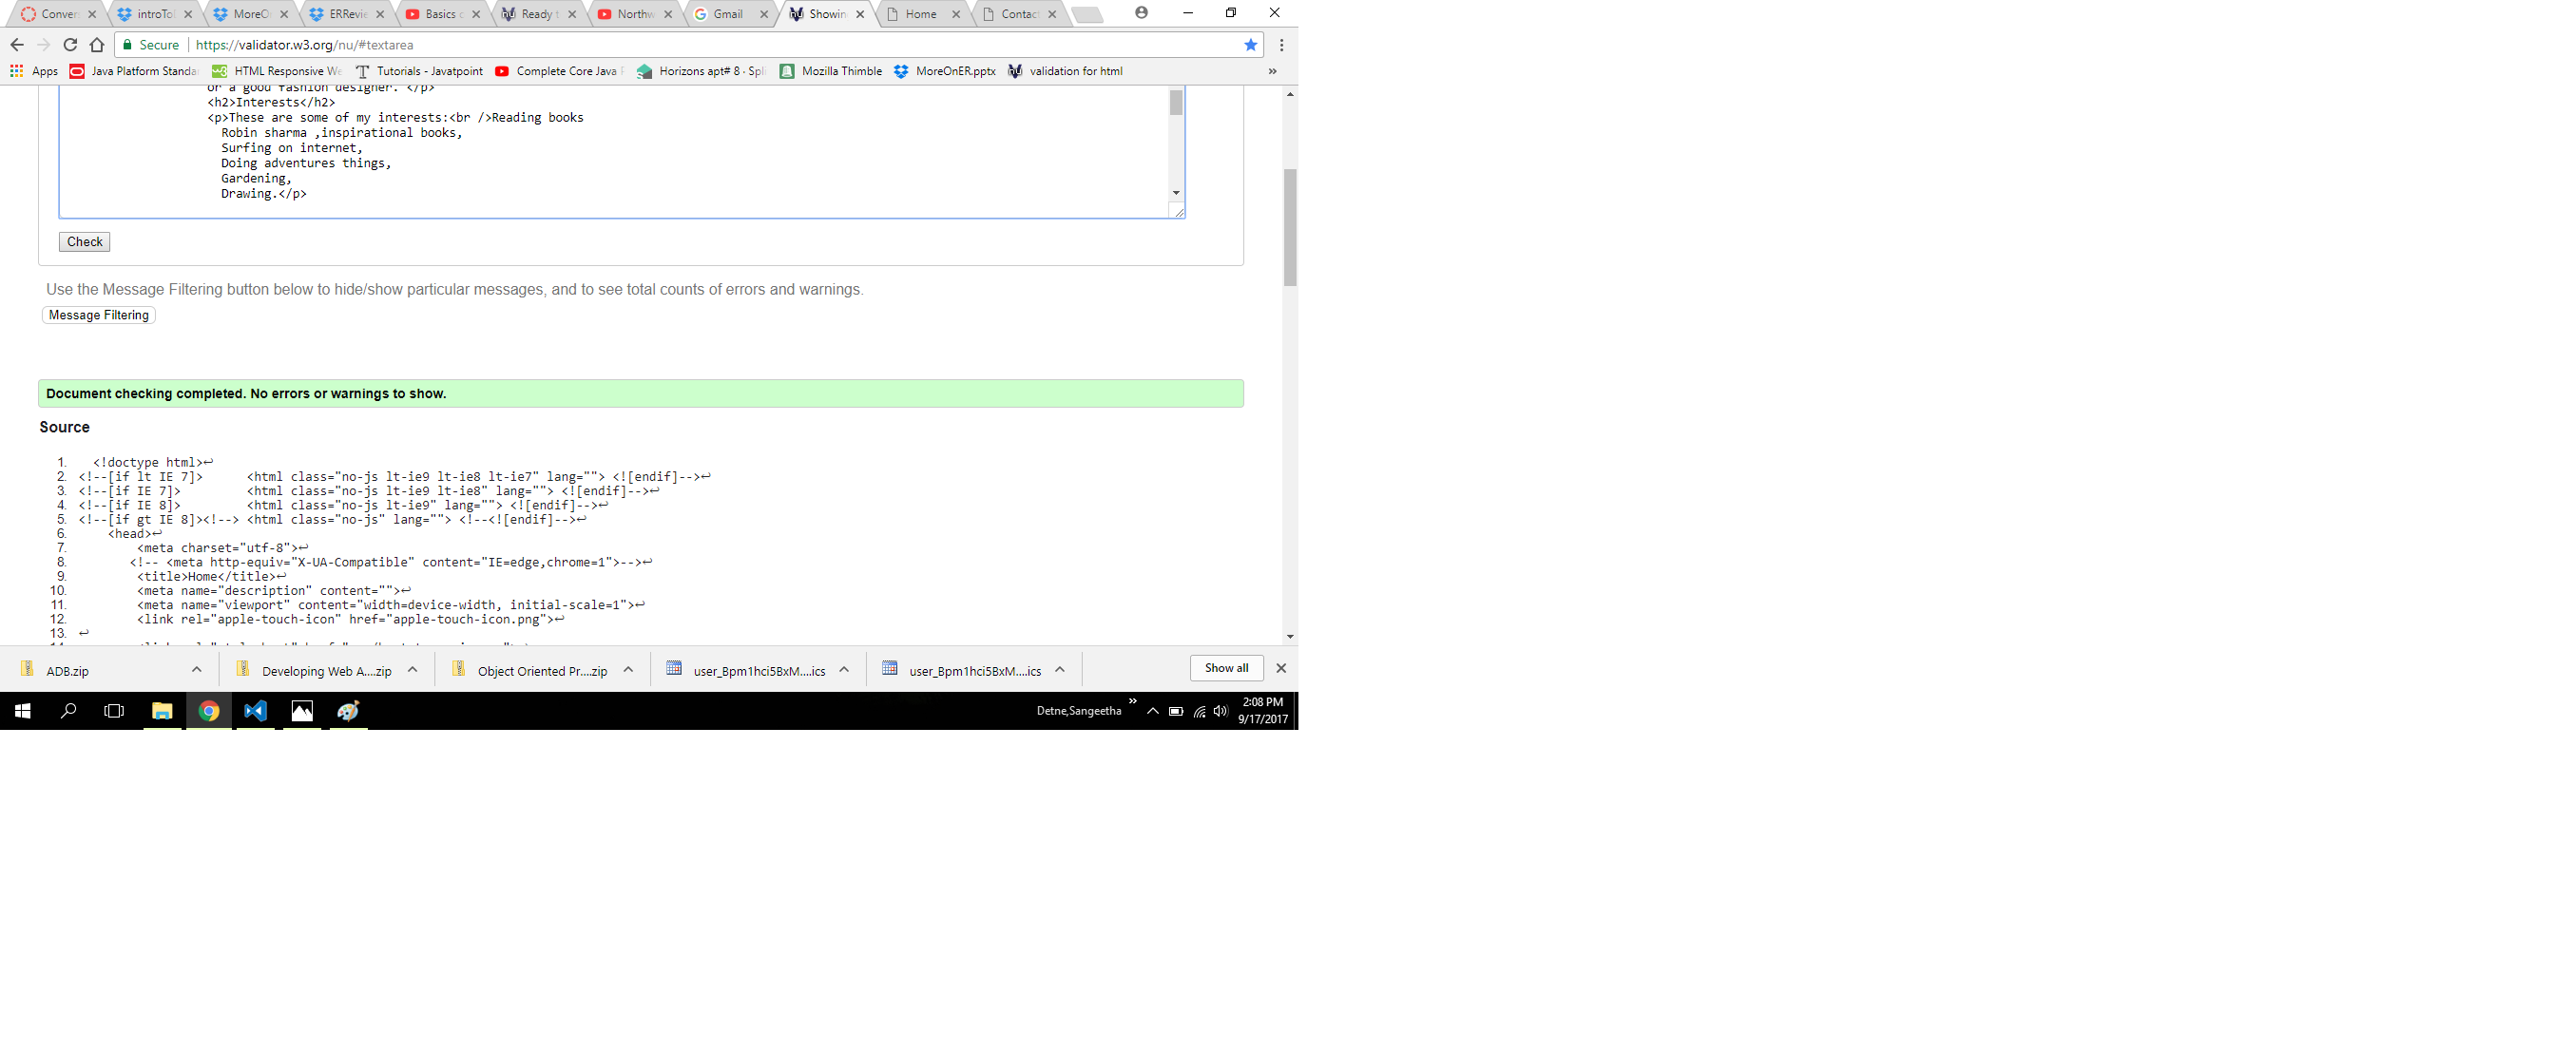 Conver
introTo
MoreO
ERRevie
Basics
Ready t
Northw
Gmail
Showin
Home
Contac
Secure
https://validator.w3.org/nu/#textarea
Apps
Java Platform Standa
HTML Responsive We
Tutorials - Javatpoint
Complete Core Java
Horizons apt# 8 - Spli
Mozilla Thimble
MoreOnER.pptx
validation for html
»
or a good fashion designer. </p>
<h2>Interests</h2>
<p>These are some of my interests:<br />Reading books
Robin sharma ,inspirational books,
Surfing on internet,
Doing adventures things,
Gardening,
Drawing.</p>
Check
Use the Message Filtering button below to hide/show particular messages, and to see total counts of errors and warnings.
Message Filtering
Document checking completed. No errors or warnings to show.
Source
1. <!doctype html>↩
2. <!--[if lt IE 7]>      <html class="no-js lt-ie9 lt-ie8 lt-ie7" lang=""> <![endif]-->↩
3. <!--[if IE 7]>         <html class="no-js lt-ie9 lt-ie8" lang=""> <![endif]-->↩
4. <!--[if IE 8]>         <html class="no-js lt-ie9" lang=""> <![endif]-->↩
5. <!--[if gt IE 8]><!--> <html class="no-js" lang=""> <!--<![endif]-->↩
6. <head>↩
7. <meta charset="utf-8">↩
8. <!-- <meta http-equiv="X-UA-Compatible" content="IE=edge,chrome=1">-->↩
9. <title>Home</title>↩
10. <meta name="description" content="">↩
11. <meta name="viewport" content="width=device-width, initial-scale=1">↩
12. <link rel="apple-touch-icon" href="apple-touch-icon.png">↩
13. ↩
ADB.zip
Developing Web A....zip
Object Oriented Pr....zip
user_Bpm1hci5BxM....ics
user_Bpm1hci5BxM....ics
Show all
Detne,Sangeetha
»
2:08 PM
9/17/2017